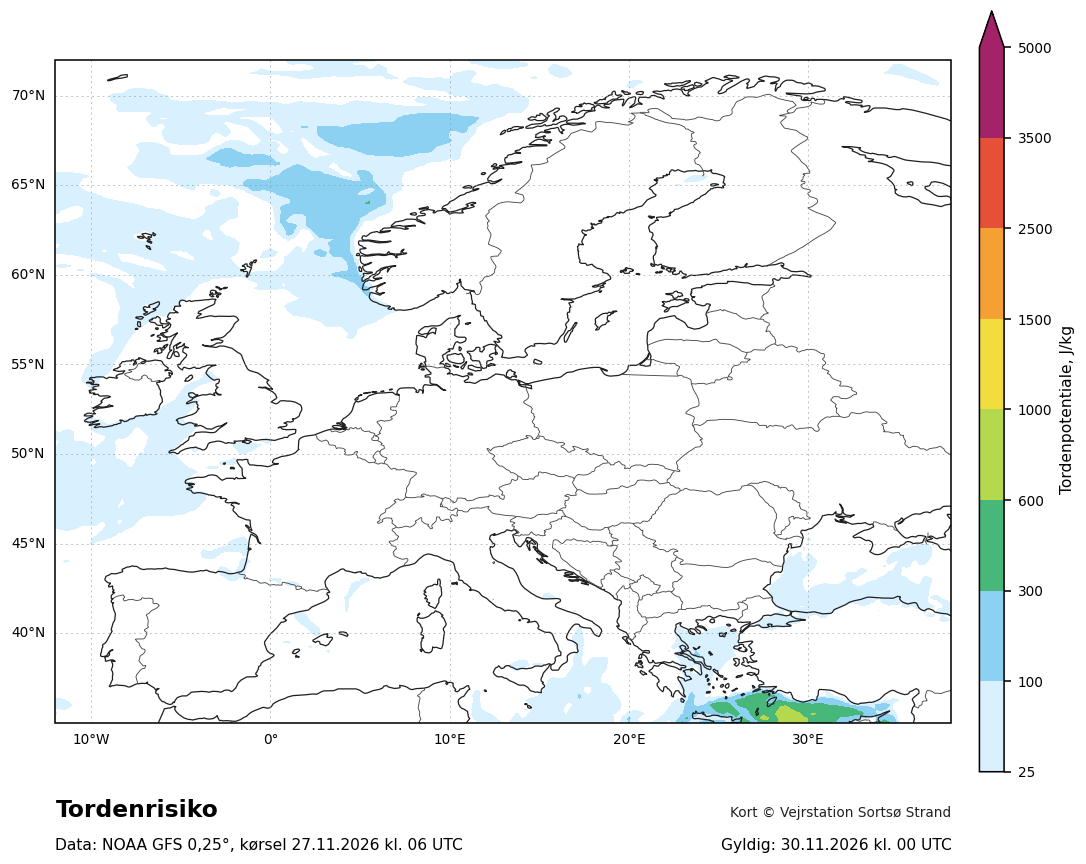 5000
3500
2500
1500
1000
600
300
100
25
Tordenpotentiale, J/kg
70°N
65°N
60°N
55°N
50°N
45°N
40°N
10°W
0°
10°E
20°E
30°E
Tordenrisiko
Kort © Vejrstation Sortsø Strand
Data: NOAA GFS 0,25°, kørsel 27.11.2026 kl. 06 UTC
Gyldig: 30.11.2026 kl. 00 UTC